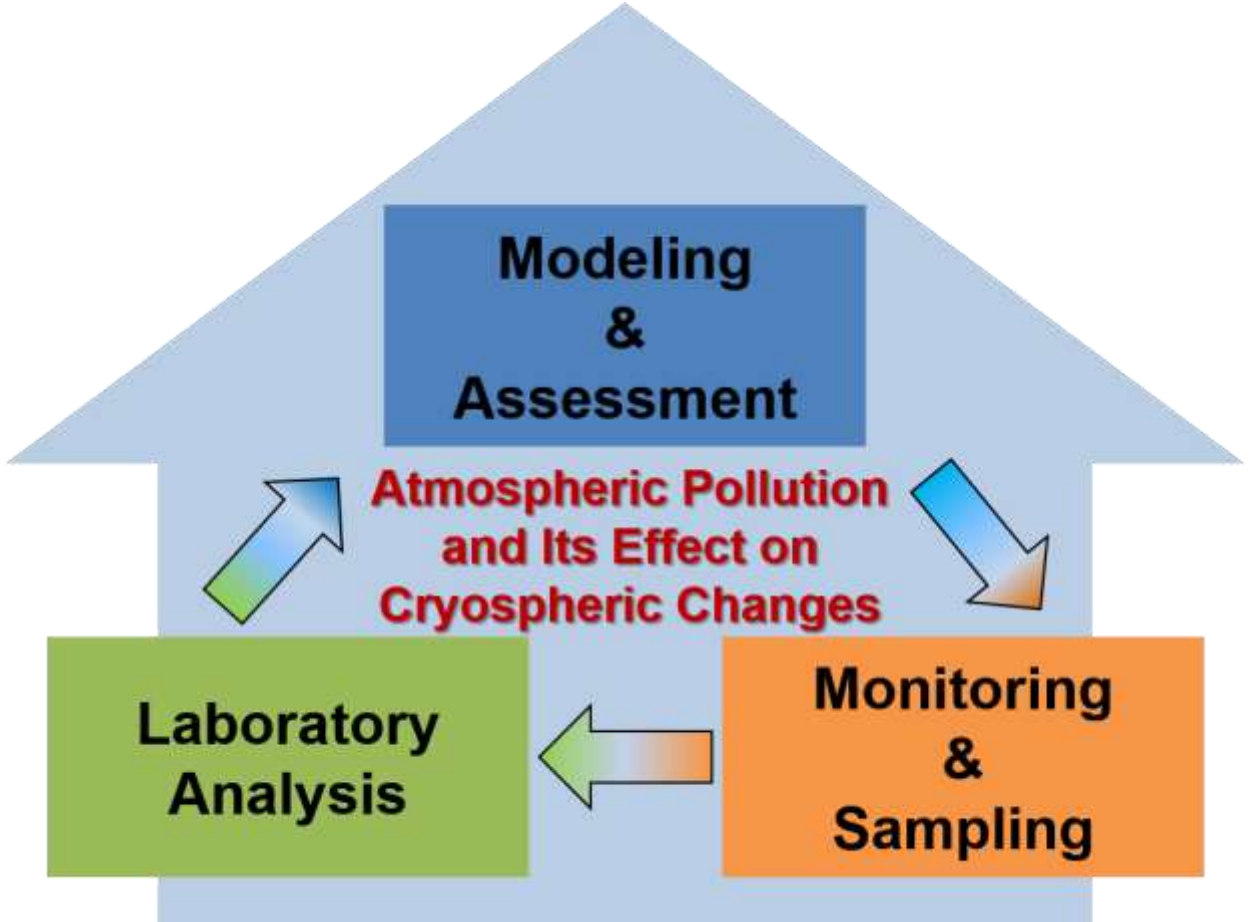 Modeling
&
Assessment
Atmospheric Pollution
and Its Effect on
Cryospheric Changes
Laboratory
Analysis
Monitoring
&
Sampling